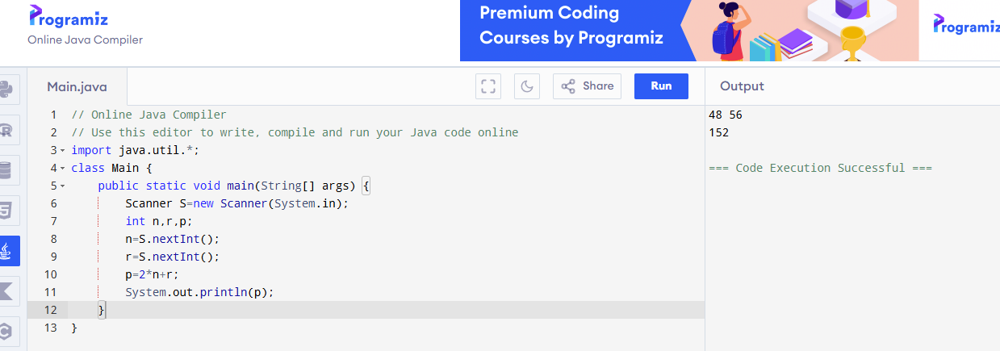 Programiz
Online Java Compiler
Premium Coding
Courses by Programiz
Programiz
Main.java
Share
Run
Output
1 // Online Java Compiler
2 // Use this editor to write, compile and run your Java code online
3 import java.util.*;
4 class Main {
5     public static void main(String[] args) {
6         Scanner S=new Scanner(System.in);
7         int n,r,p;
8         n=S.nextInt();
9         r=S.nextInt();
10         p=2*n+r;
11         System.out.println(p);
12     }
13 }
48 56
152
=== Code Execution Successful ===